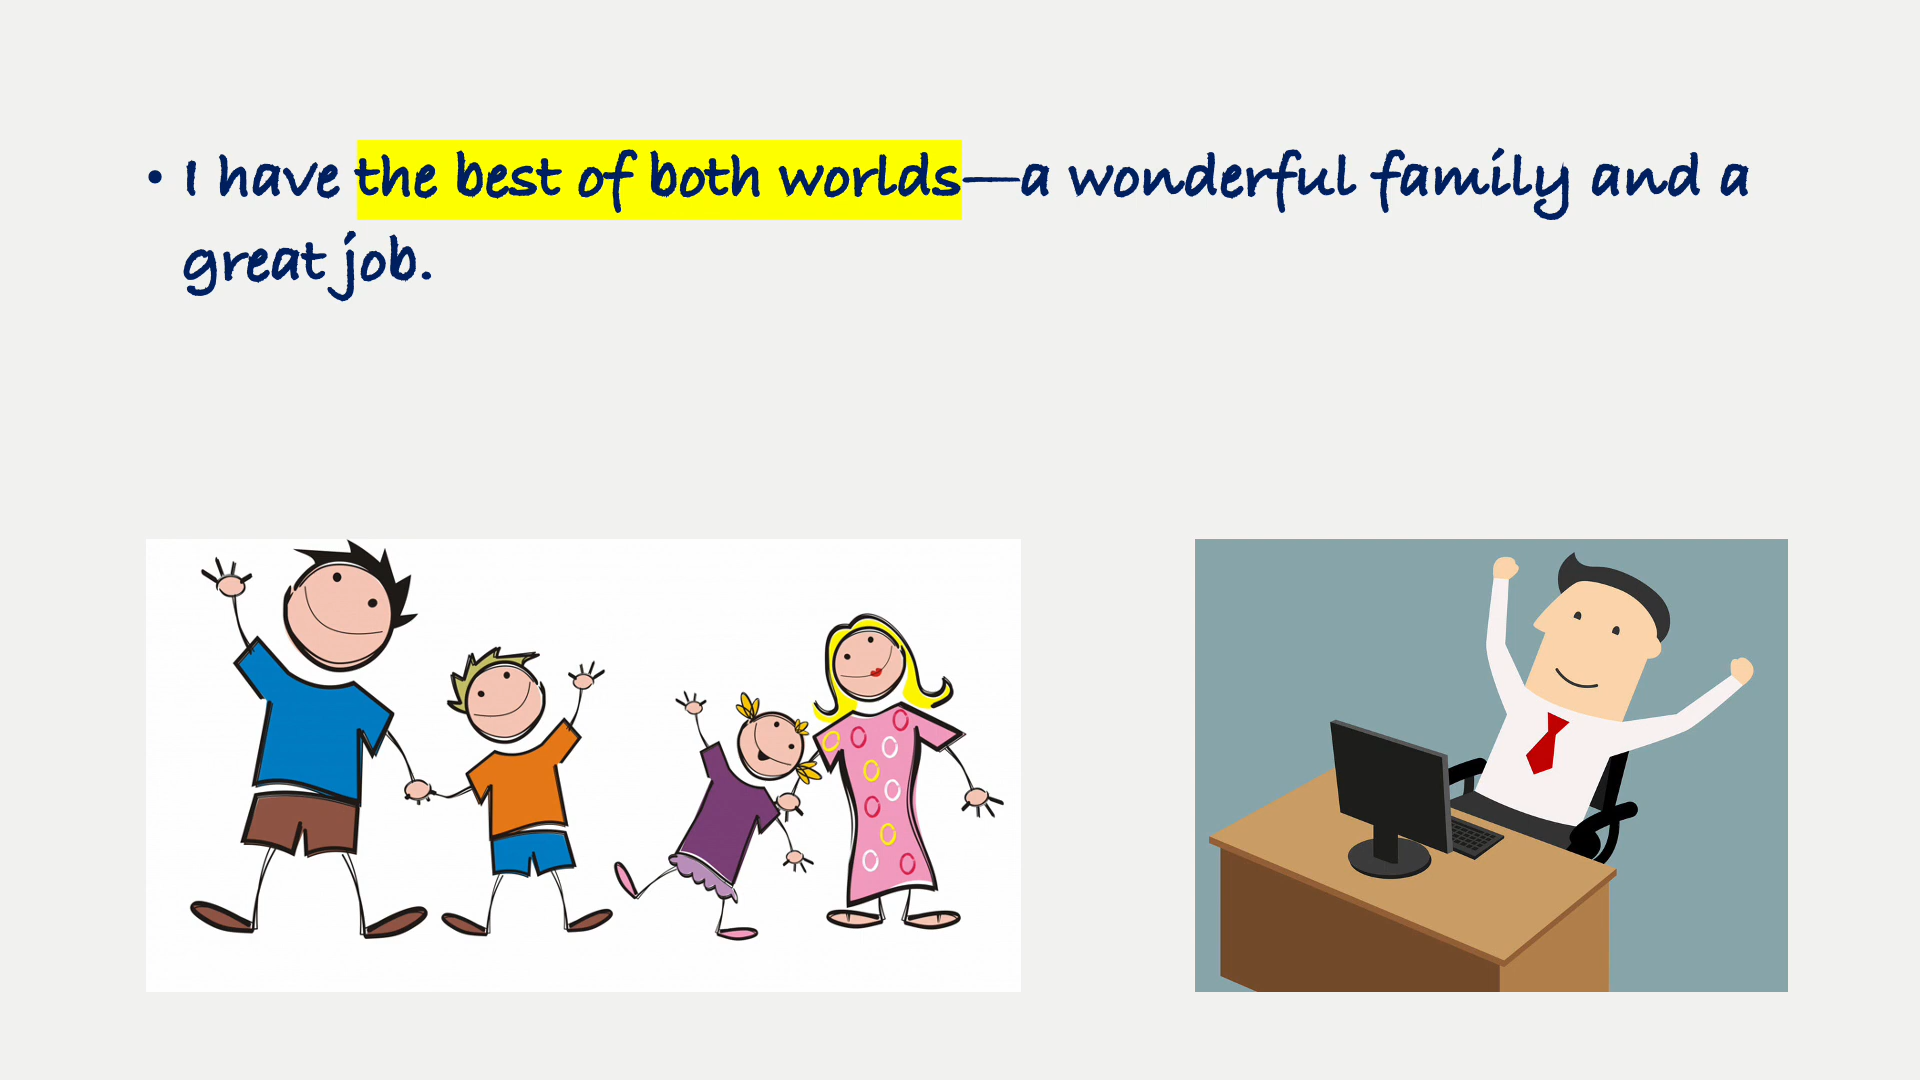 • I have the best of both worlds—a wonderful family and a
great job.